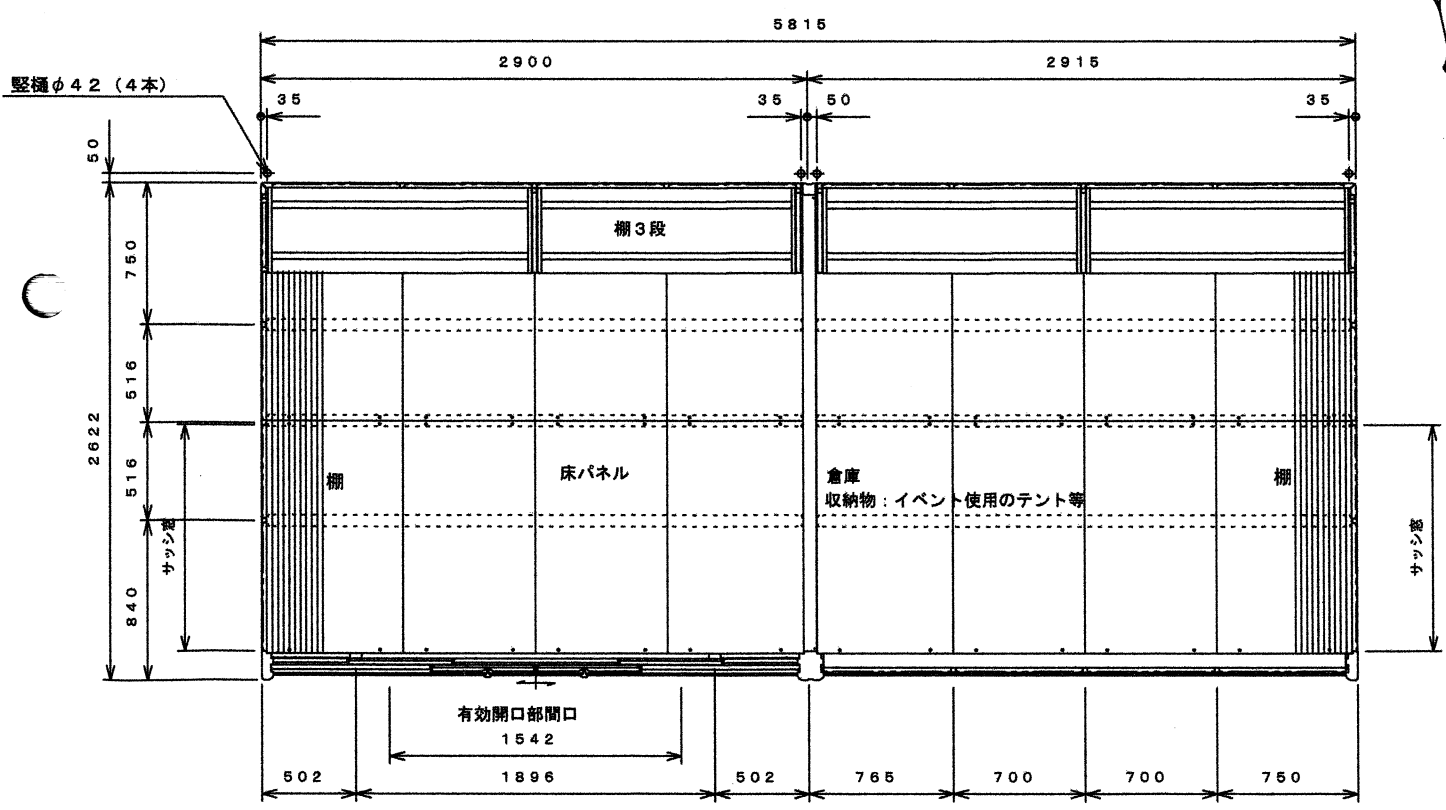 5815
2900
2915
竪樋φ42（4本）
35
35
50
35
50
750
棚3段
516
2622
516
棚
床パネル
倉庫
収納物：イベント使用のテント等
棚
サッシ窓
サッシ窓
840
有効開口部間口
1542
502
1896
502
765
700
700
750